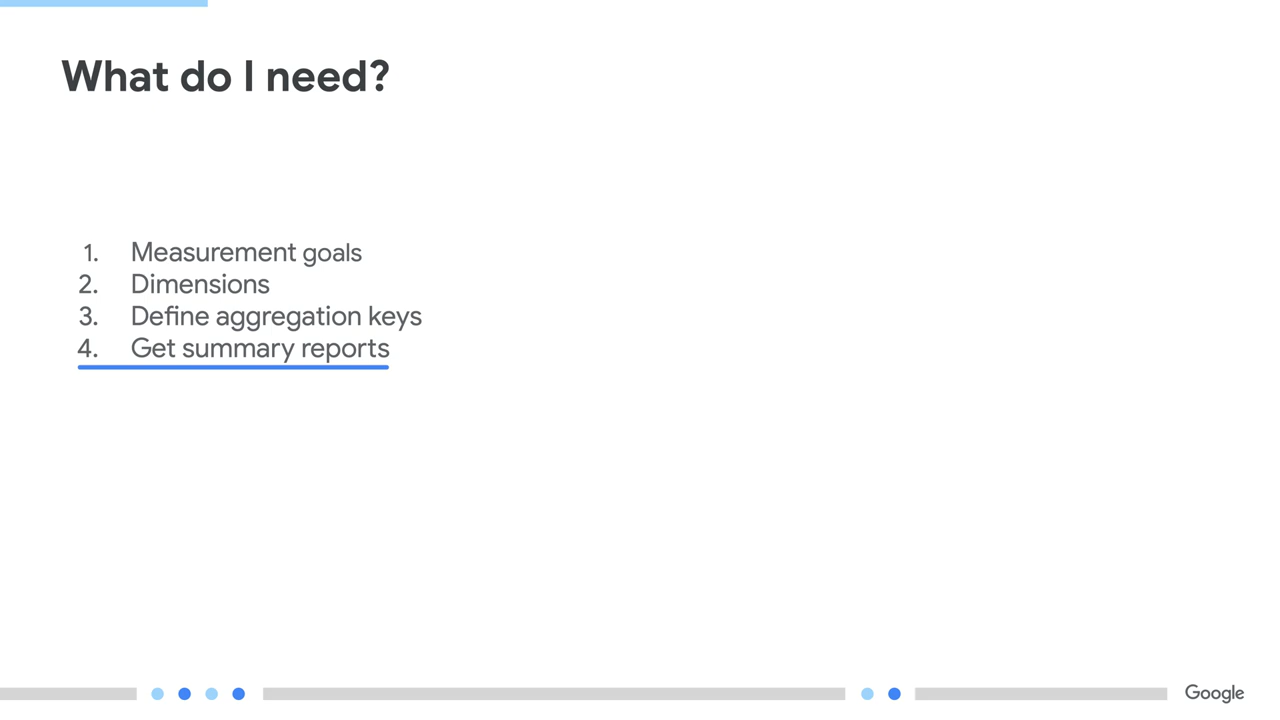 What do I need?
1. Measurement goals
2. Dimensions
3. Define aggregation keys
4. Get summary reports
Google